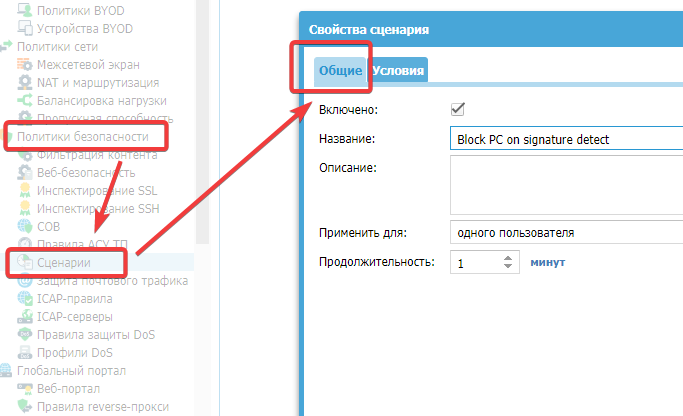 Политики BYOD
Устройства BYOD
Политики сети
Межсетевой экран
NAT и маршрутизация
Балансировка нагрузки
Пропускная способность
Политики безопасности
Фильтрация контента
Веб-безопасность
Инспектирование SSL
Инспектирование SSH
СОВ
Правила АСУ ТП
Сценарии
Защита почтового трафика
ICAP-правила
ICAP-серверы
Правила защиты DoS
Профили DoS
Глобальный портал
Веб-портал
Правила reverse-прокси
Свойства сценария
Общие Условия
Включено:
Название: Block PC on signature detect
Описание:
Применить для: одного пользователя
Продолжительность: 1 минут